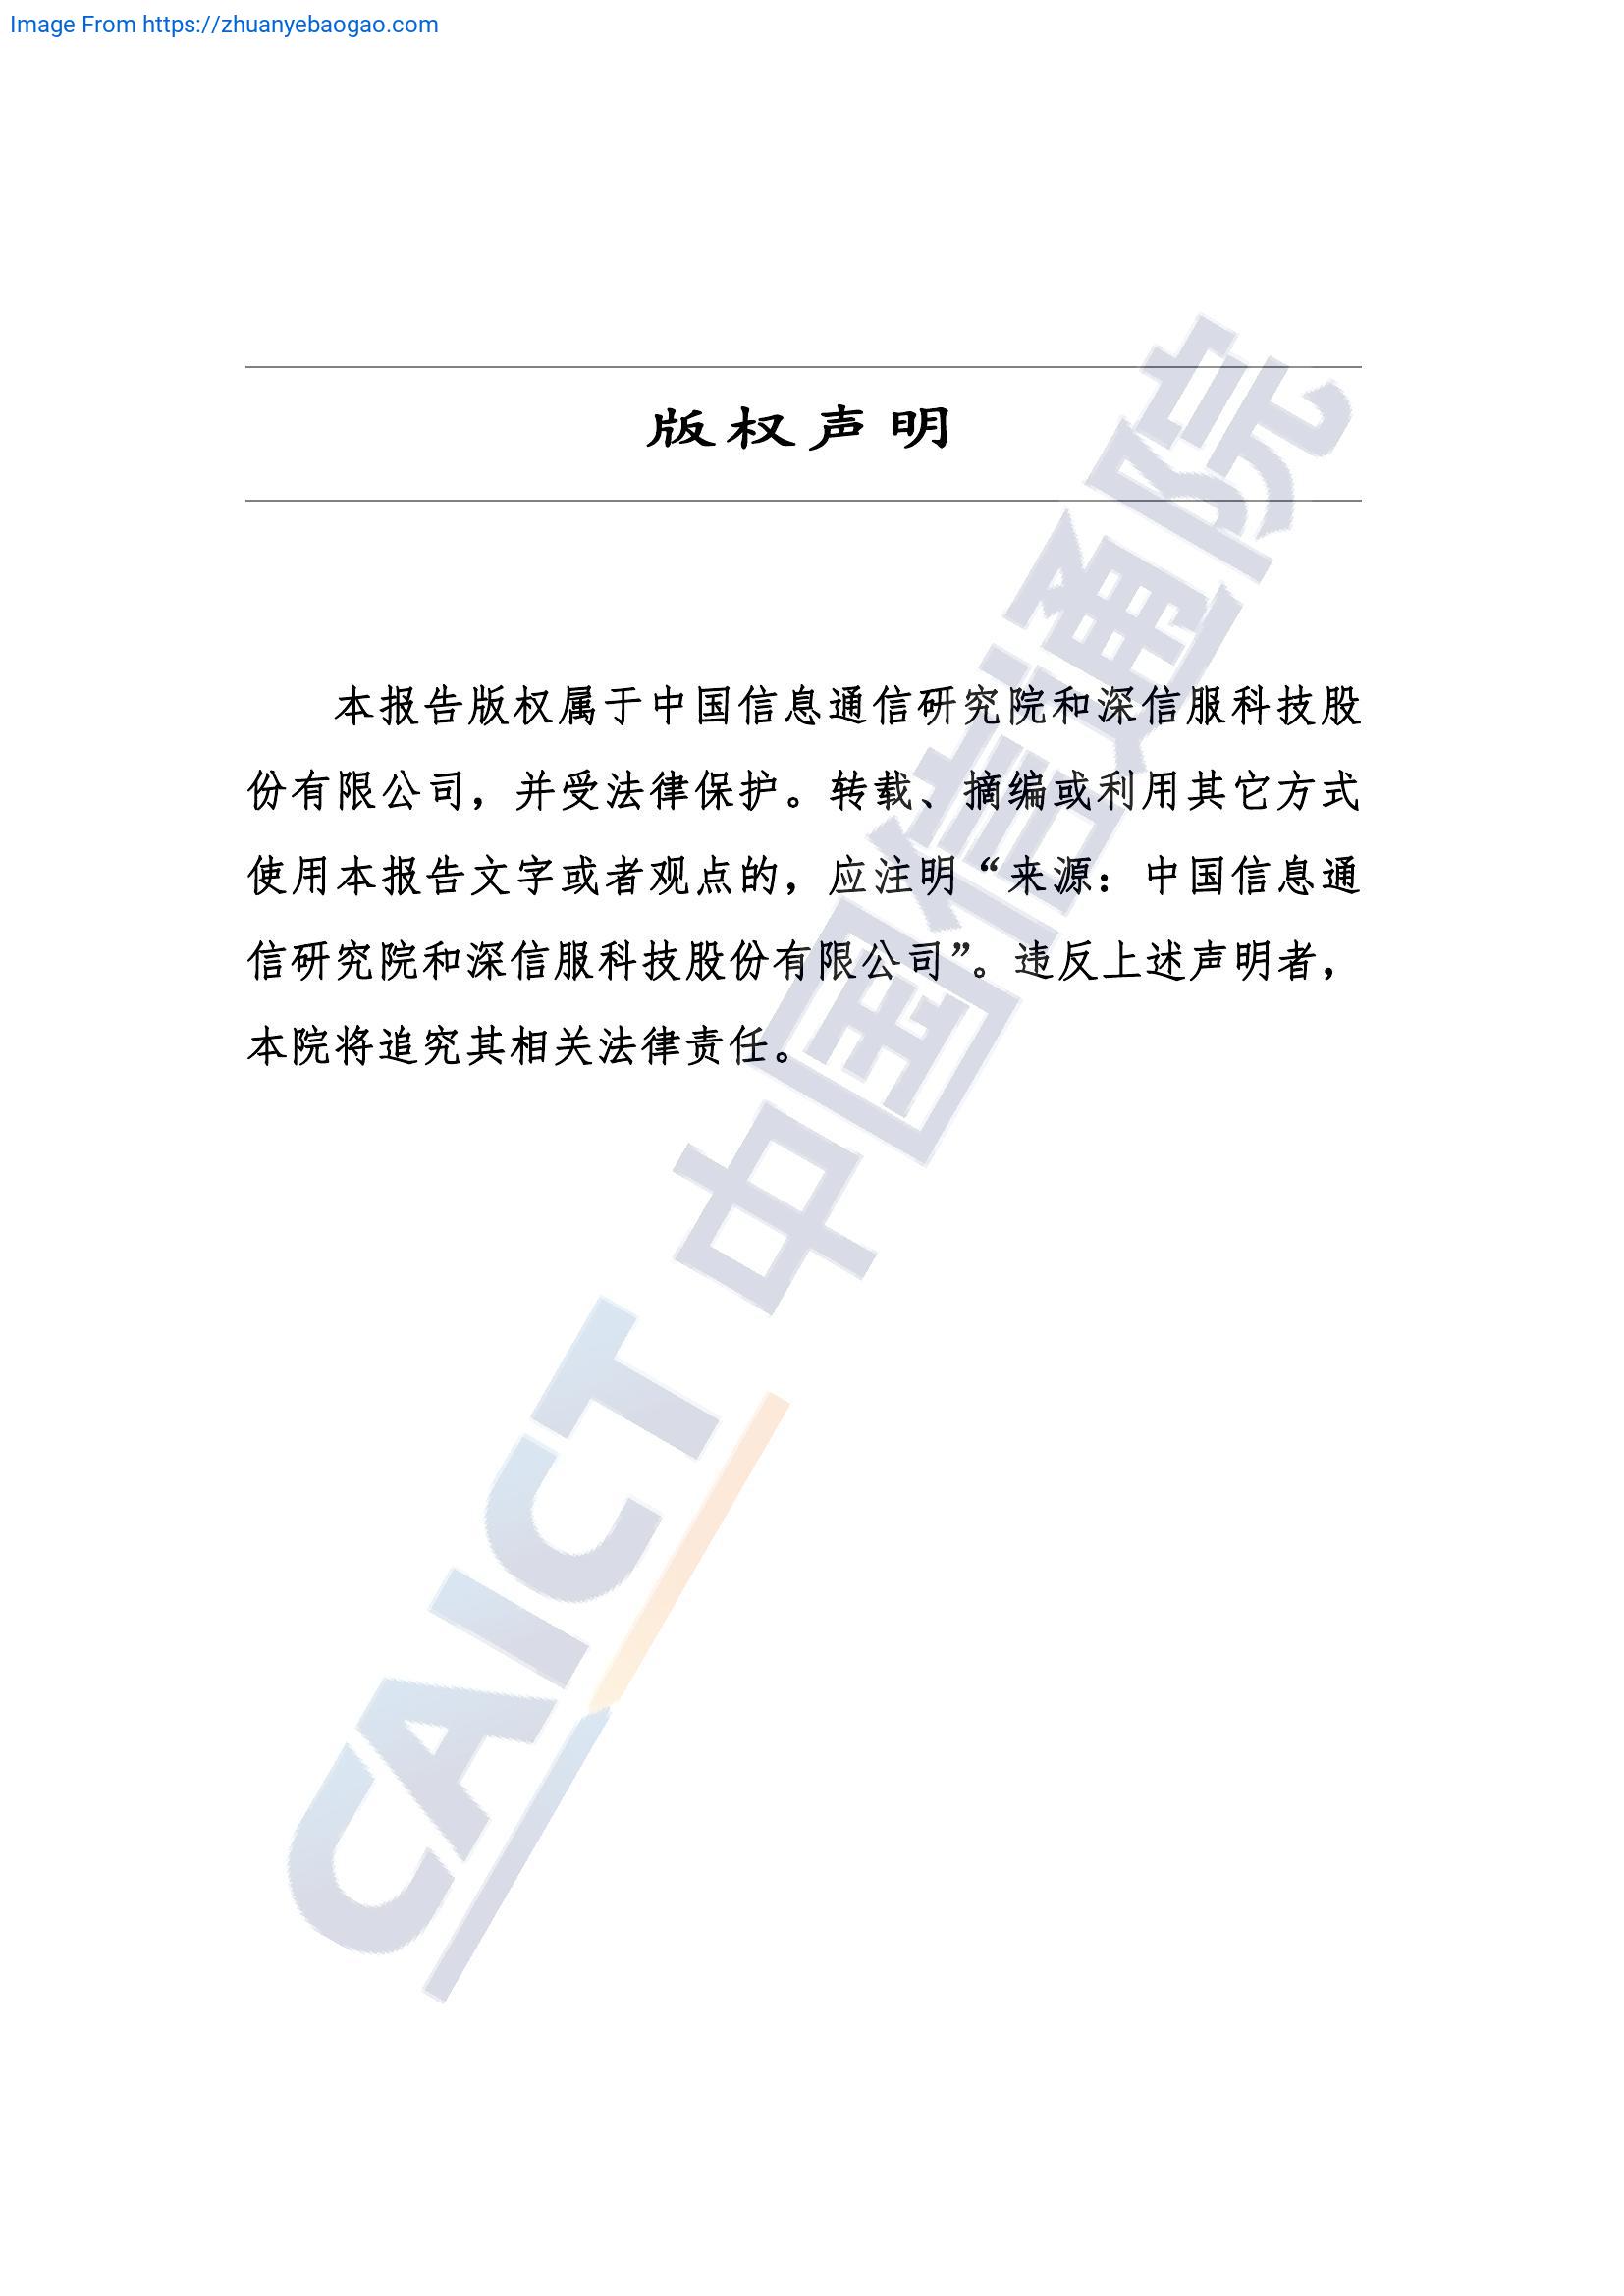 Image From https://zhuanyebaogao.com
版权声明
本报告版权属于中国信息通信研究院和深信服科技股
份有限公司，并受法律保护。转载、摘编或利用其它方式
使用本报告文字或者观点的，应注明“来源：中国信息通
信研究院和深信服科技股份有限公司”。违反上述声明者，
本院将追究其相关法律责任。
CAICT 中国信通院